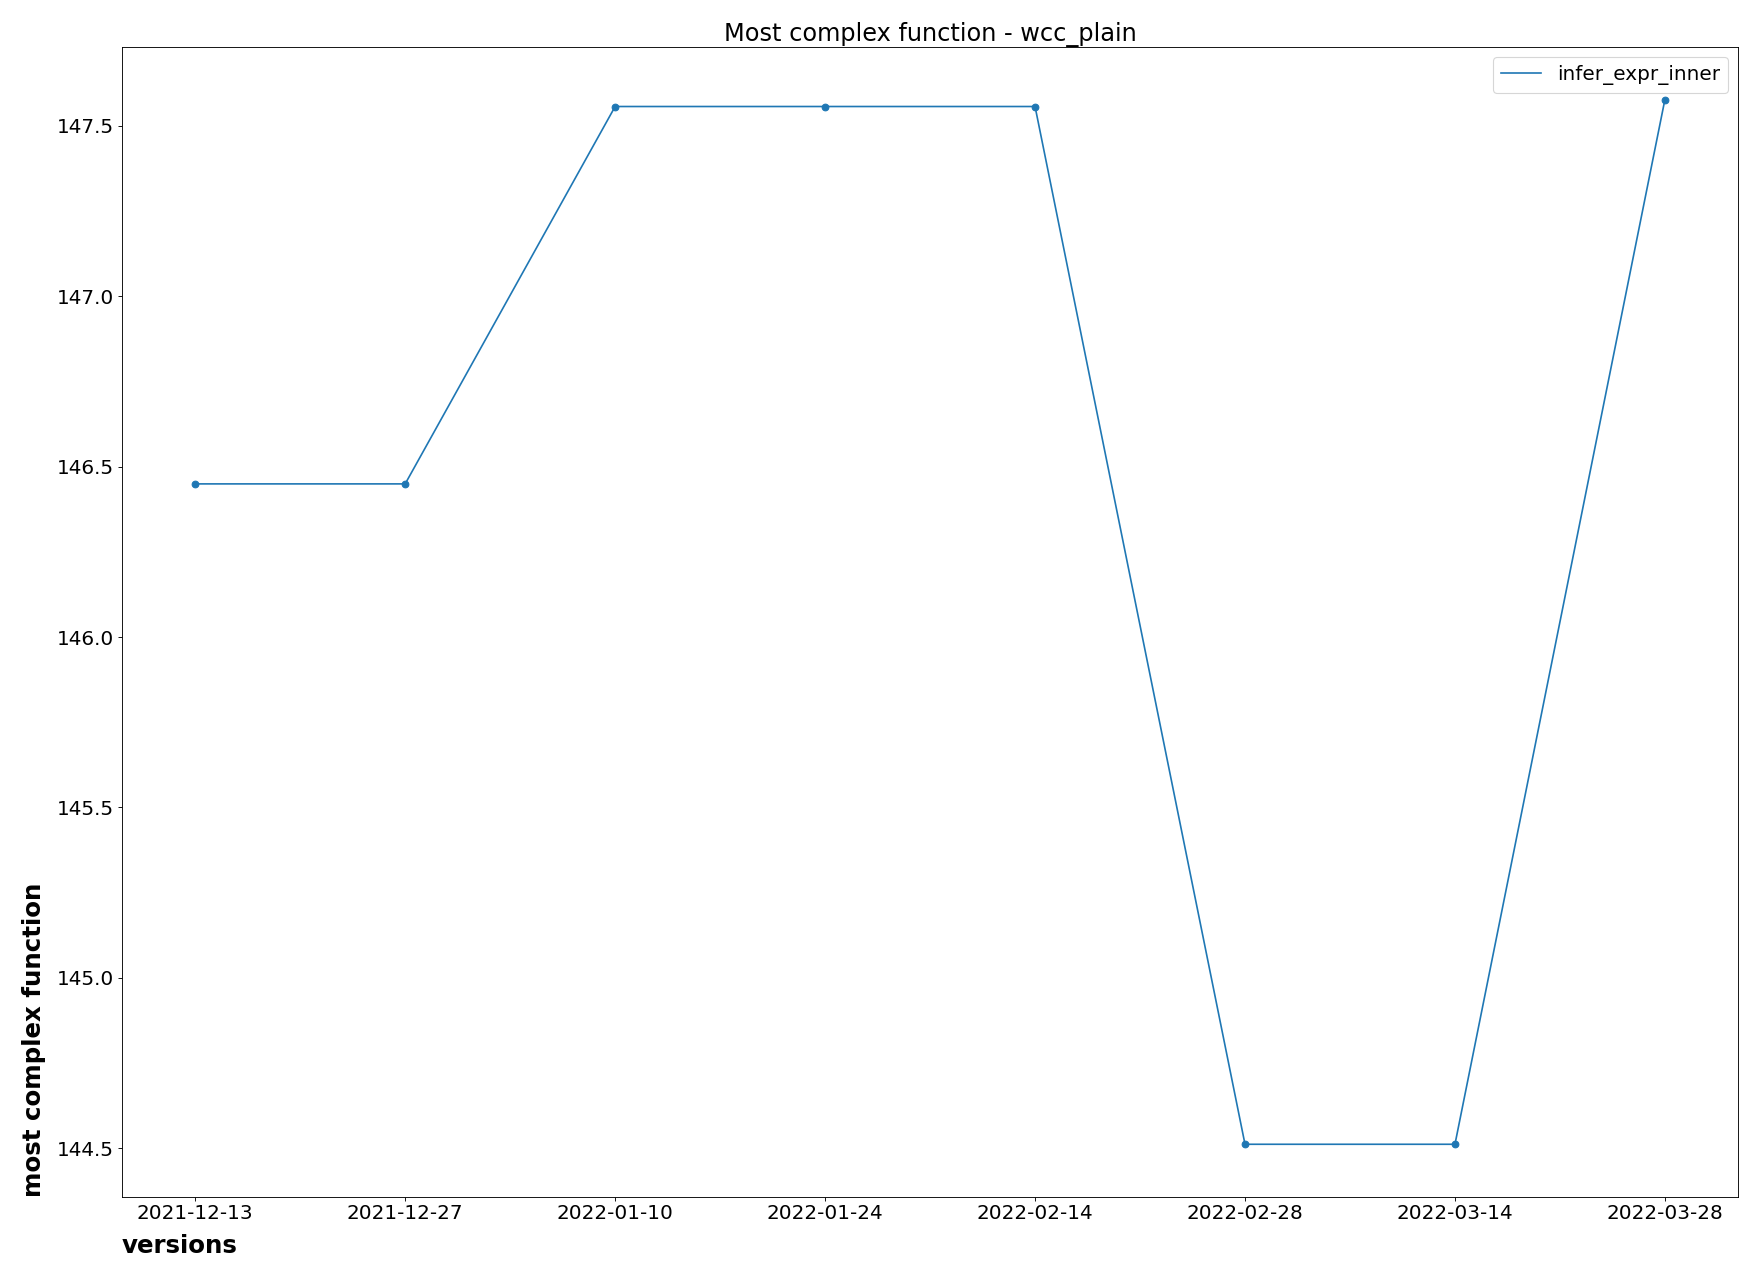 Most complex function - wcc_plain
infer_expr_inner
147.5
147.0
146.5
146.0
145.5
145.0
144.5
most complex function
2021-12-13 2021-12-27 2022-01-10 2022-01-24 2022-02-14 2022-02-28 2022-03-14 2022-03-28
versions